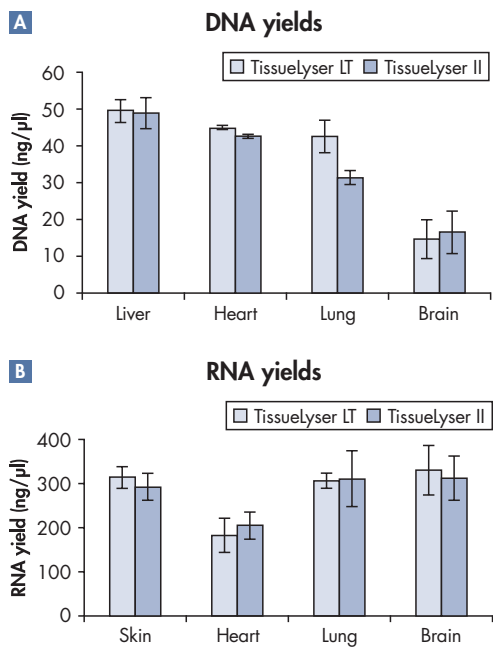 A DNA yields
TissueLyser LT TissueLyser II
DNA yield (ng/µl)
60
50
40
30
20
10
0
Liver Heart Lung Brain
B RNA yields
TissueLyser LT TissueLyser II
RNA yield (ng/µl)
400
300
200
100
0
Skin Heart Lung Brain